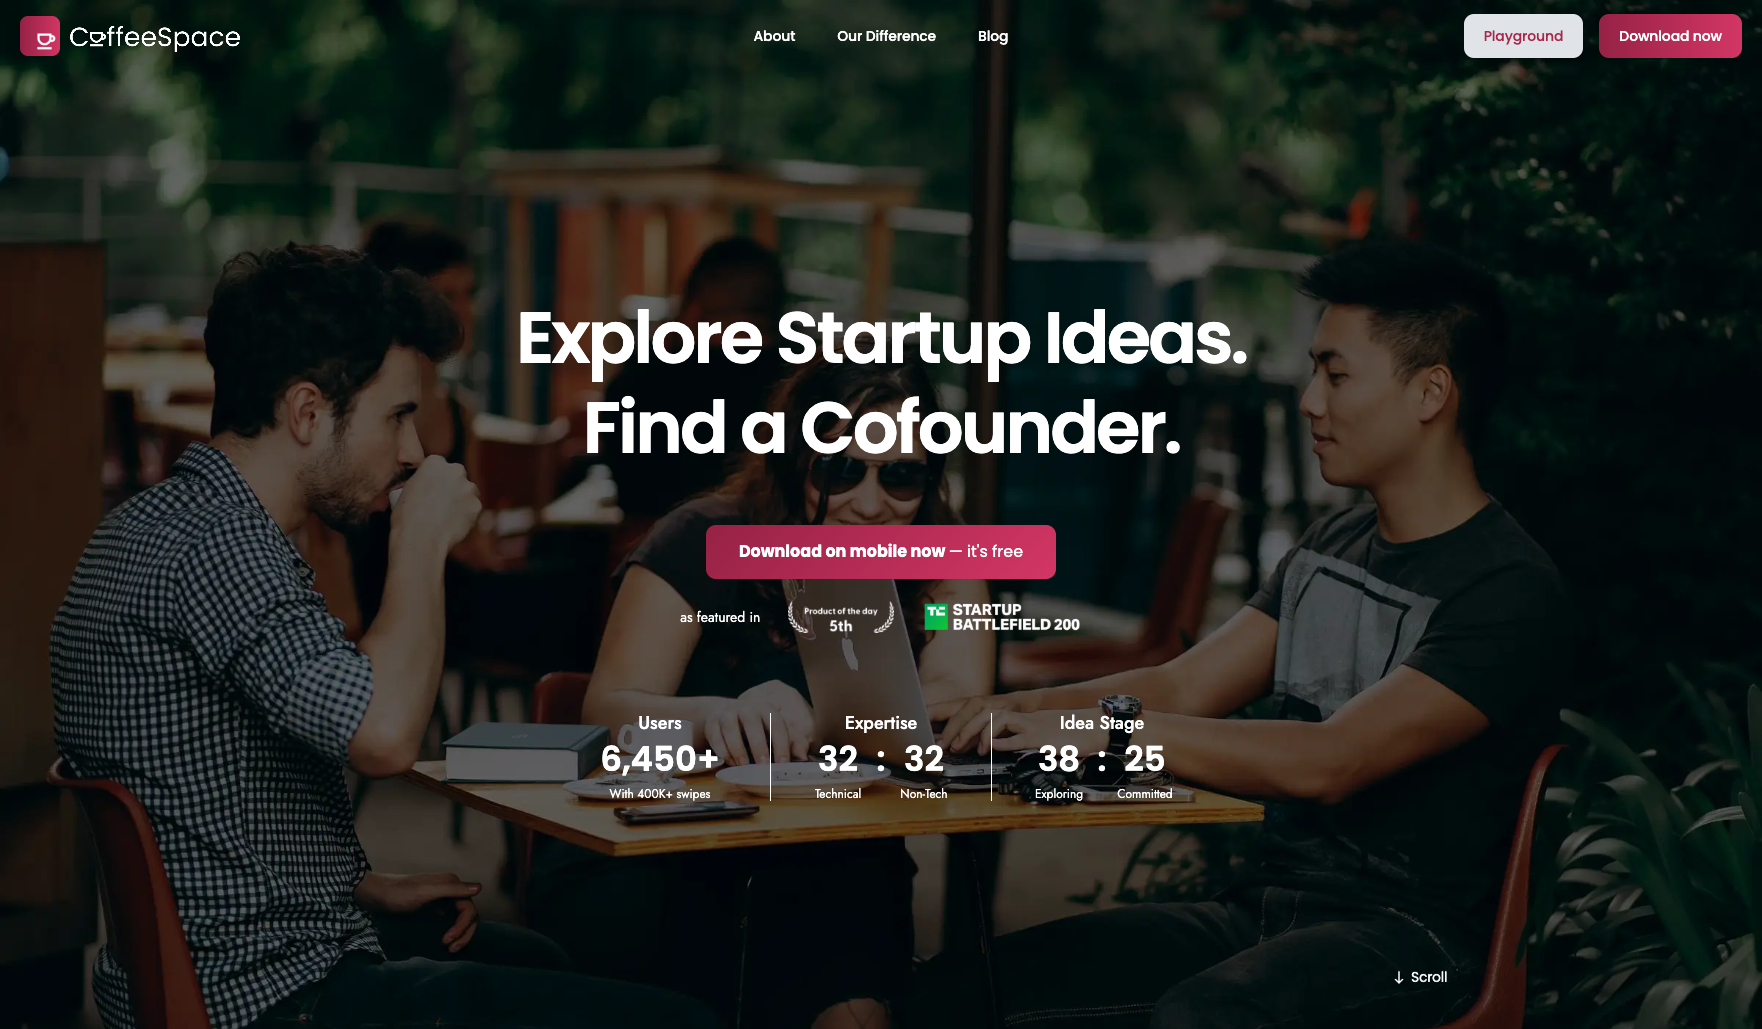 CoffeeSpace
About
Our Difference
Blog
Playground
Download now
Explore Startup Ideas.
Find a Cofounder.
Download on mobile now — it's free
as featured in
Product of the day
5th
TC
STARTUP
BATTLEFIELD 200
Users
6,450+
With 400K+ swipes
Expertise
32 : 32
Technical
Non-Tech
Idea Stage
38 : 25
Exploring
Committed
↓ Scroll